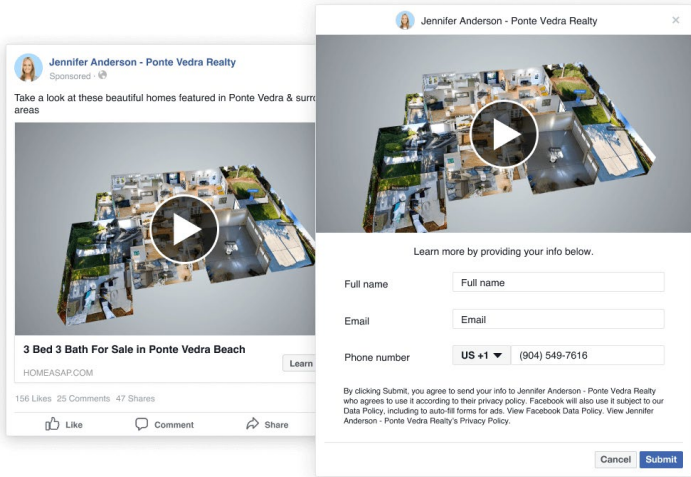 Jennifer Anderson - Ponte Vedra Realty
Sponsored ·
Take a look at these beautiful homes featured in Ponte Vedra & surro
areas
3 Bed 3 Bath For Sale in Ponte Vedra Beach
HOMEASAP.COM
Learn
156 Likes 25 Comments 47 Shares
Like Comment Share
Jennifer Anderson - Ponte Vedra Realty ×
Learn more by providing your info below.
Full name Full name
Email Email
Phone number US +1 (904) 549-7616
By clicking Submit, you agree to send your info to Jennifer Anderson - Ponte Vedra Realty
who agrees to use it according to their privacy policy. Facebook will also use it subject to our
Data Policy, including to auto-fill forms for ads. View Facebook Data Policy. View Jennifer
Anderson - Ponte Vedra Realty's Privacy Policy.
Cancel Submit